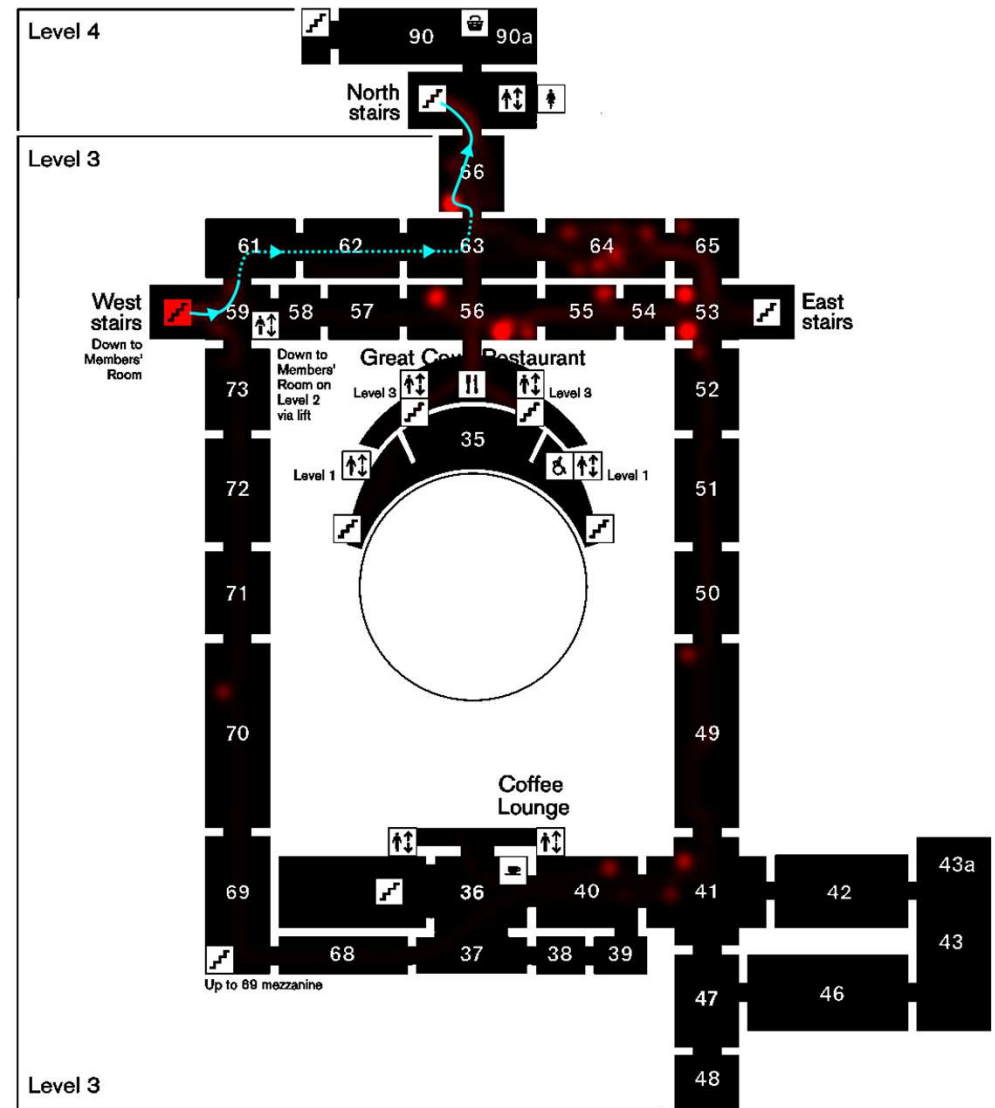 Level 4
90
90a
North
stairs
Level 3
66
61
62
63
64
65
West
stairs
Down to
Members'
Room
59
58
57
56
55
54
53
East
stairs
Down to
Members'
Room on
Level 2
via lift
Great Court Restaurant
Level 3
Level 3
73
52
35
Level 1
Level 1
72
51
71
50
70
49
Coffee
Lounge
69
36
40
41
42
43a
43
68
37
38
39
Up to 69 mezzanine
47
46
48
Level 3